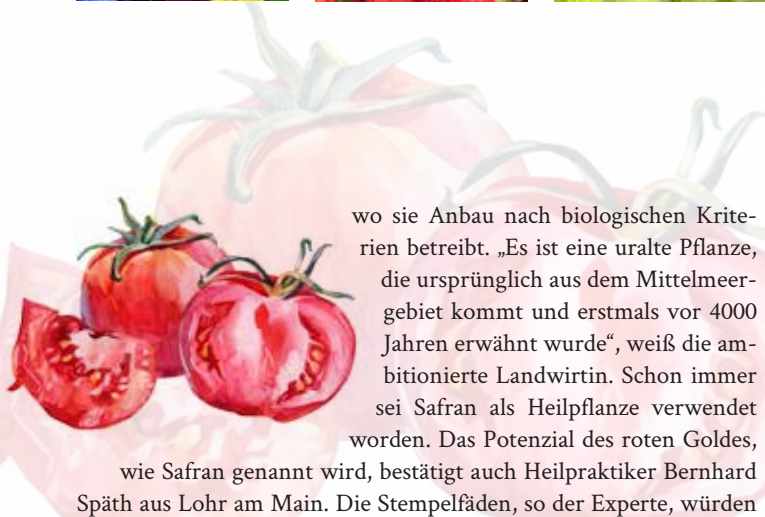 wo sie Anbau nach biologischen Krite-
rien betreibt. „Es ist eine uralte Pflanze,
die ursprünglich aus dem Mittelmeer-
gebiet kommt und erstmals vor 4000
Jahren erwähnt wurde“, weiß die am-
bitionierte Landwirtin. Schon immer
sei Safran als Heilpflanze verwendet
worden. Das Potenzial des roten Goldes,
wie Safran genannt wird, bestätigt auch Heilpraktiker Bernhard
Späth aus Lohr am Main. Die Stempelfäden, so der Experte, würden